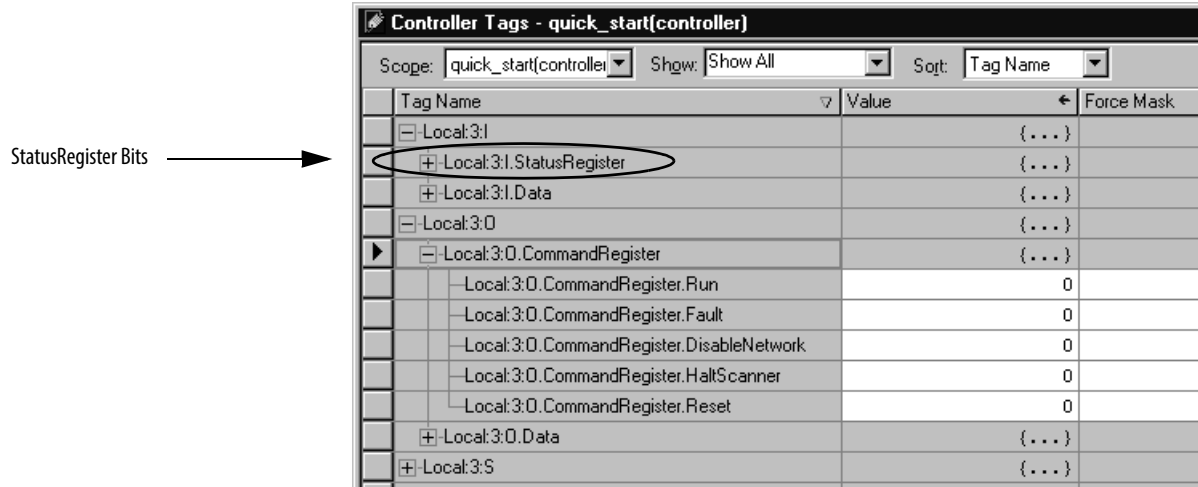 Controller Tags - quick_start(controller)
Scope: quick_start(controller Show: Show All Sort: Tag Name
Tag Name Value Force Mask
Local:3:I {...}
StatusRegister Bits Local:3:I.StatusRegister {...}
Local:3:I.Data {...}
Local:3:O {...}
Local:3:O.CommandRegister {...}
Local:3:O.CommandRegister.Run 0
Local:3:O.CommandRegister.Fault 0
Local:3:O.CommandRegister.DisableNetwork 0
Local:3:O.CommandRegister.HaltScanner 0
Local:3:O.CommandRegister.Reset 0
Local:3:O.Data {...}
Local:3:S {...}